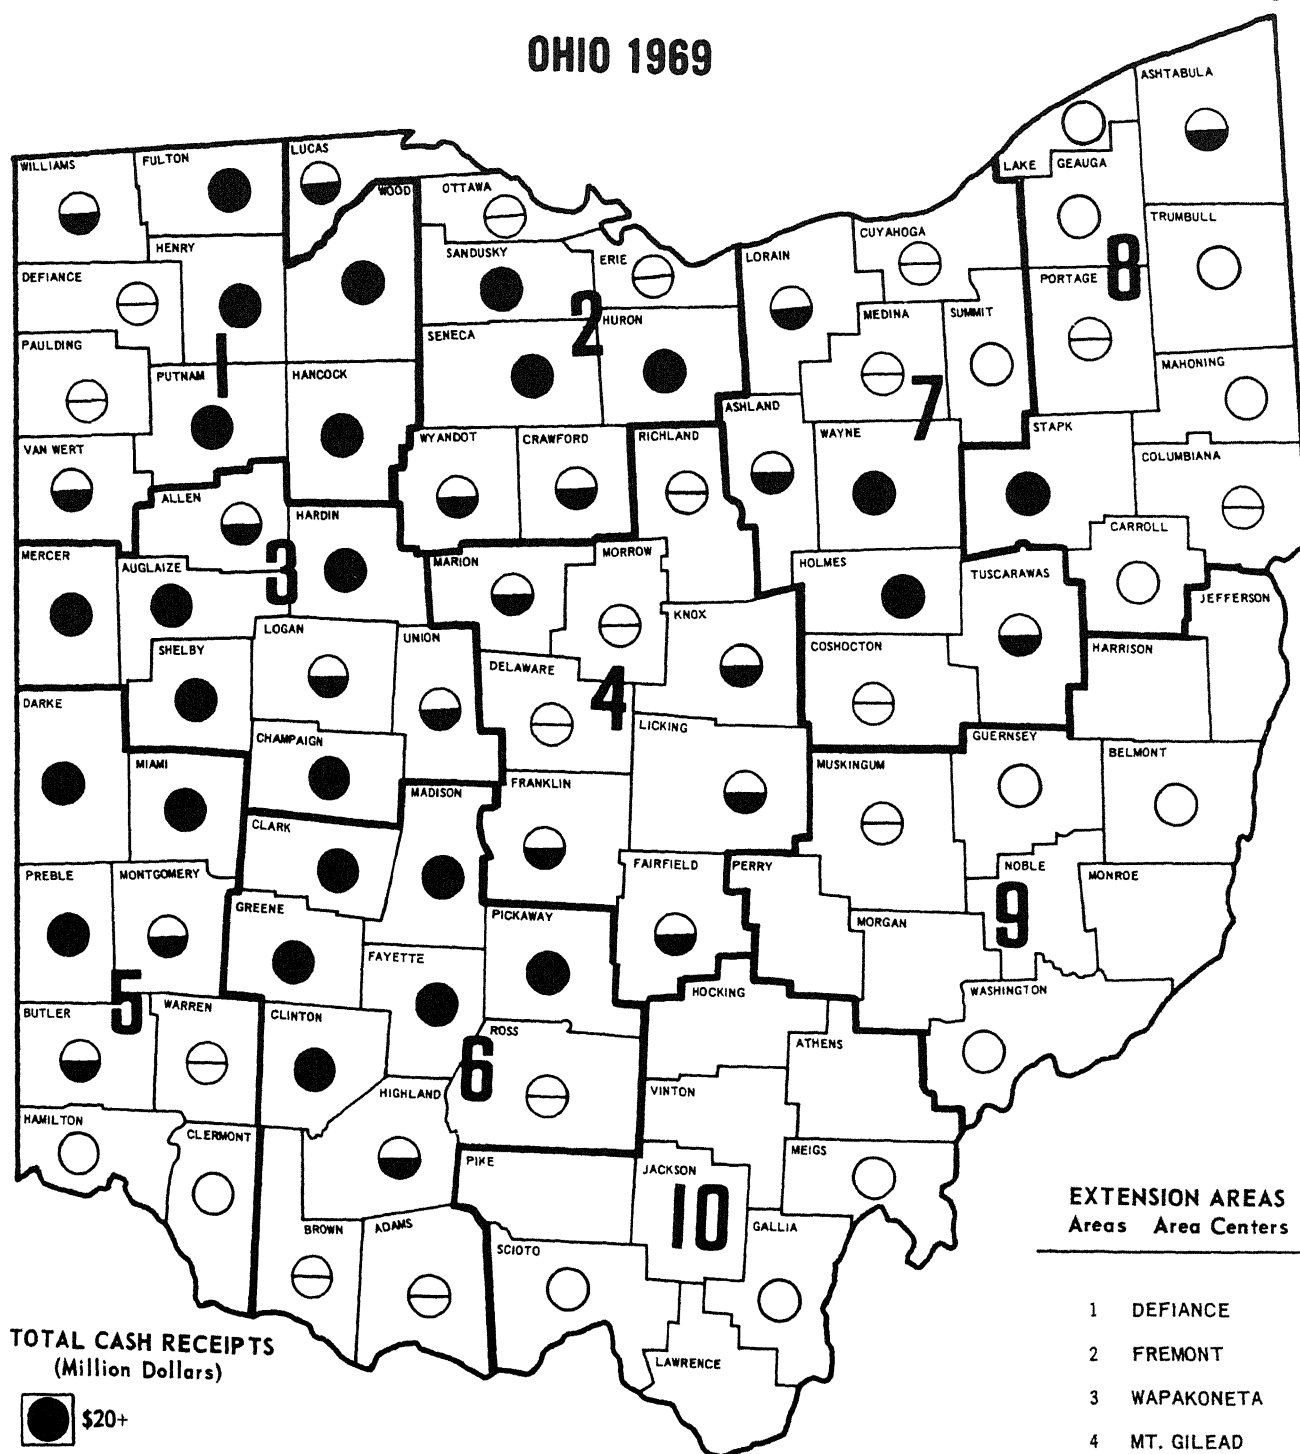 OHIO 1969
ASHTABULA
LUCAS
FULTON
WILLIAMS
LAKE
GEAUGA
WOOD
OTTAWA
TRUMBULL
CUYAHOGA
HENRY
SANDUSKY
ERIE
LORAIN
8
DEFIANCE
PORTAGE
2
HURON
MEDINA
SUMMIT
SENECA
PAULDING
1
MAHONING
PUTNAM
HANCOCK
7
ASHLAND
STAPK
WAYNE
WYANDOT
CRAWFORD
RICHLAND
VAN WERT
COLUMBIANA
ALLEN
HARDIN
CARROLL
MERCER
3
MORROW
AUGLAIZE
MARION
HOLMES
TUSCARAWAS
JEFFERSON
KNOX
LOGAN
UNION
SHELBY
COSHOCTON
HARRISON
DELAWARE
4
DARKE
LICKING
CHAMPAIGN
GUERNSEY
BELMONT
MIAMI
MUSKINGUM
FRANKLIN
MADISON
CLARK
FAIRFIELD
PERRY
NOBLE
PREBLE
MONTGOMERY
MONROE
GREENE
PICKAWAY
9
MORGAN
FAYETTE
5
HOCKING
WASHINGTON
WARREN
BUTLER
CLINTON
ROSS
ATHENS
6
HIGHLAND
VINTON
HAMILTON
CLERMONT
MEIGS
PIKE
JACKSON
10
BROWN
ADAMS
GALLIA
SCIOTO
LAWRENCE
EXTENSION AREAS
Areas Area Centers
1 DEFIANCE
2 FREMONT
3 WAPAKONETA
4 MT. GILEAD
TOTAL CASH RECEIPTS
(Million Dollars)
$20+